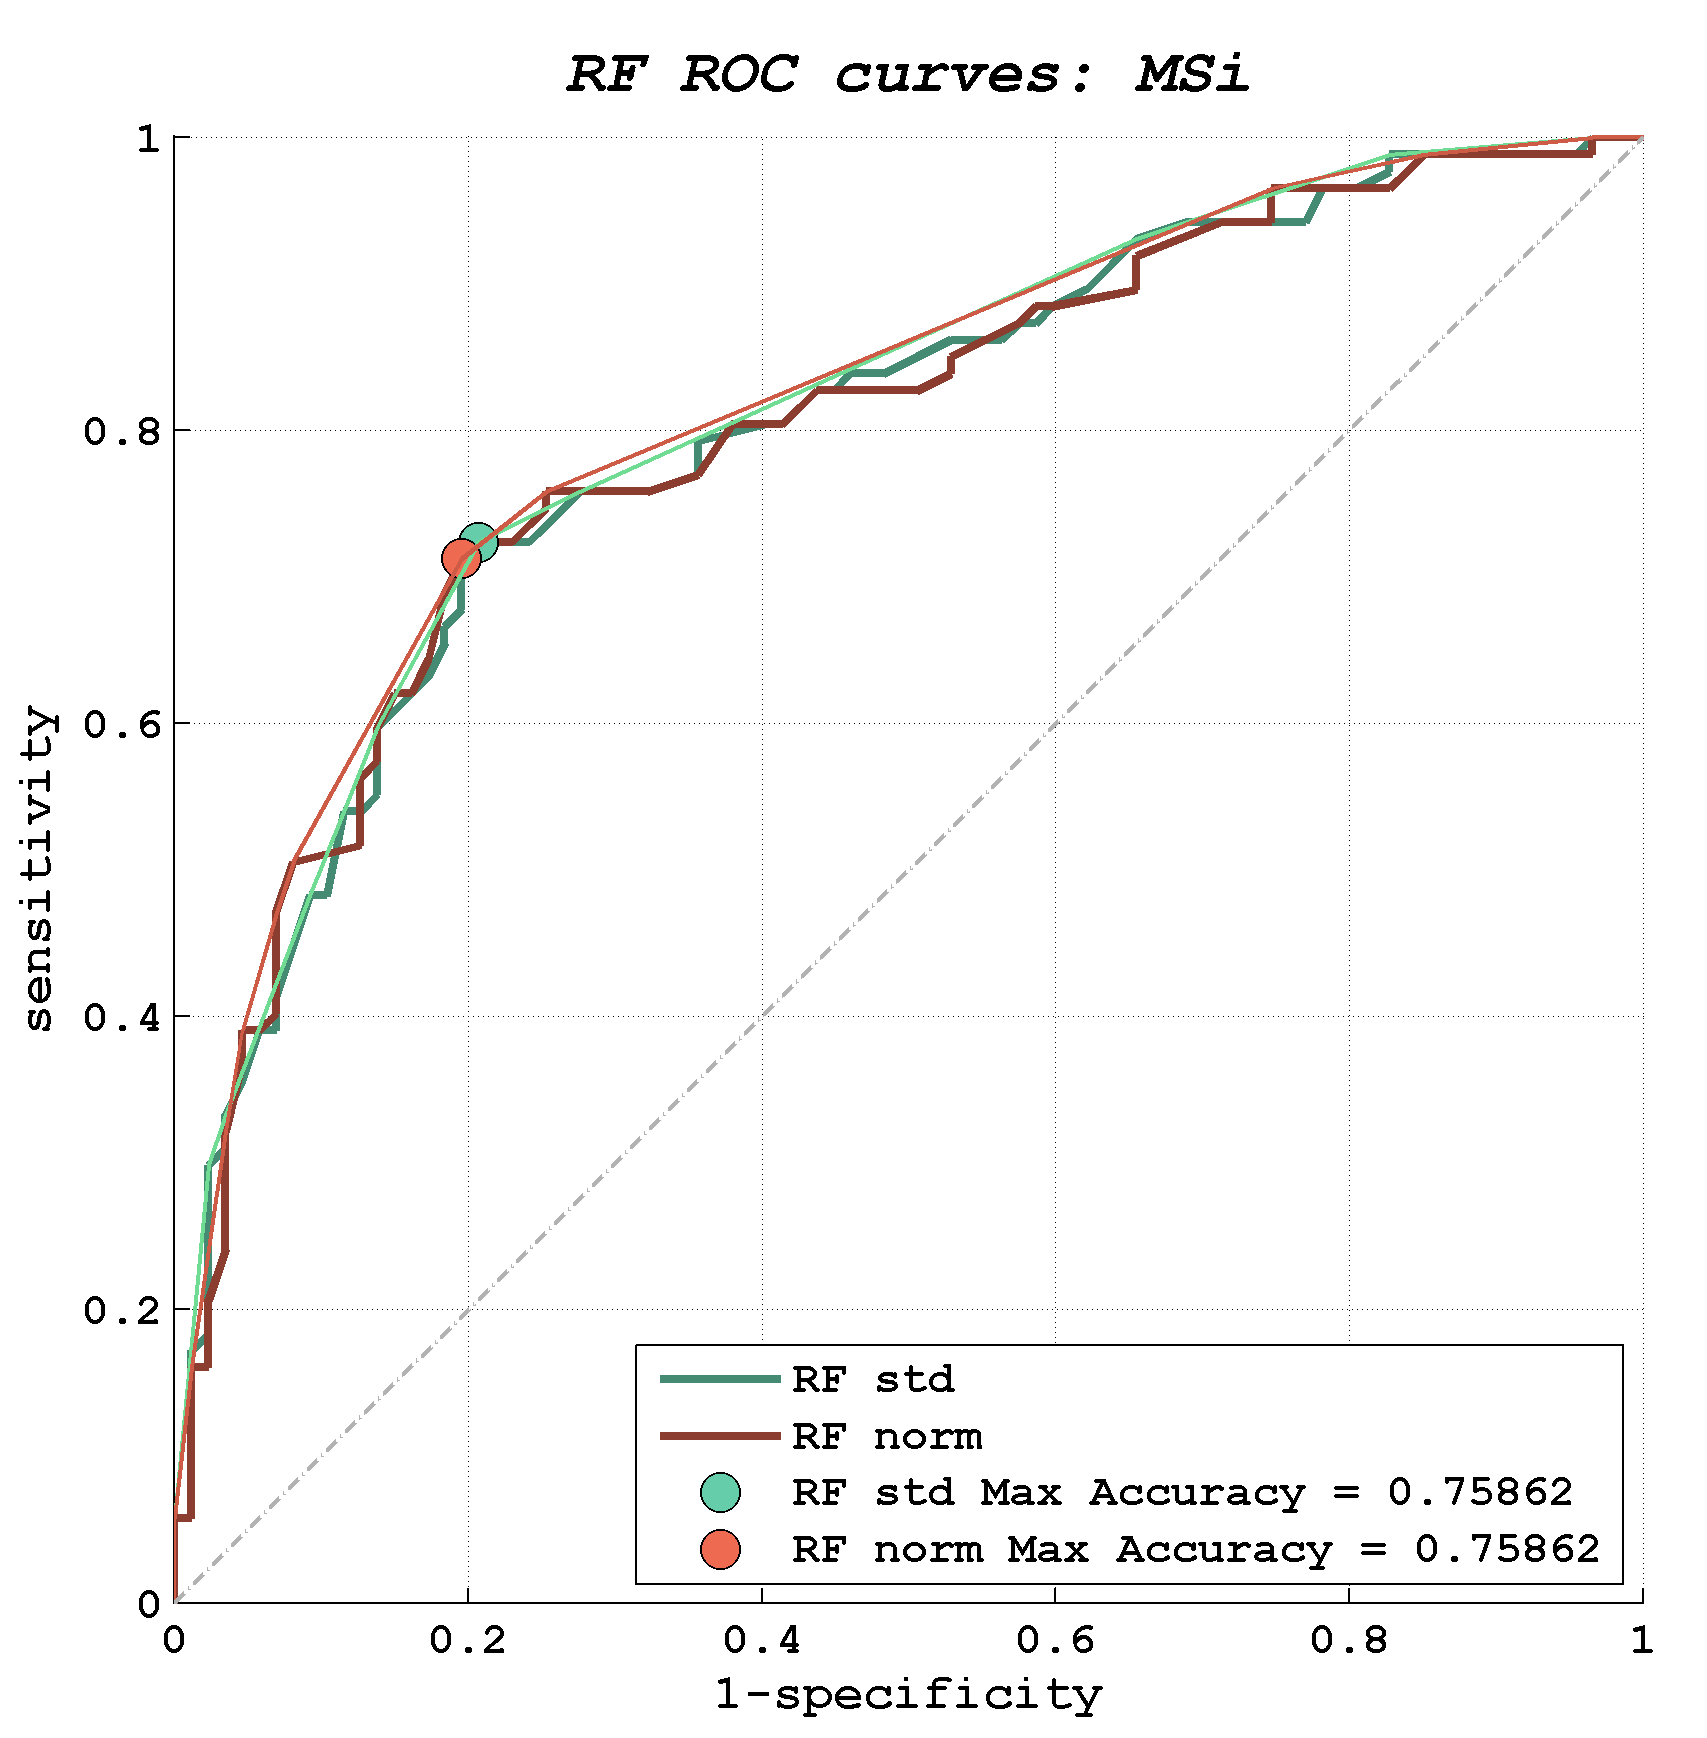 RF ROC curves: MSi
1
0.8
0.6
0.4
0.2
0
sensitivity
RF std
RF norm
RF std Max Accuracy = 0.75862
RF norm Max Accuracy = 0.75862
0 0.2 0.4 0.6 0.8 1
1-specificity